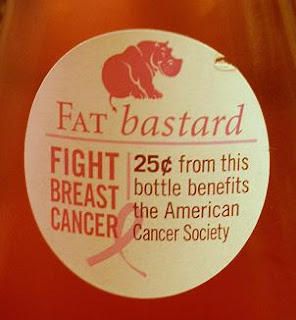 FAT bastard
FIGHT
BREAST
CANCER
25¢ from this
bottle benefits
the American
Cancer Society